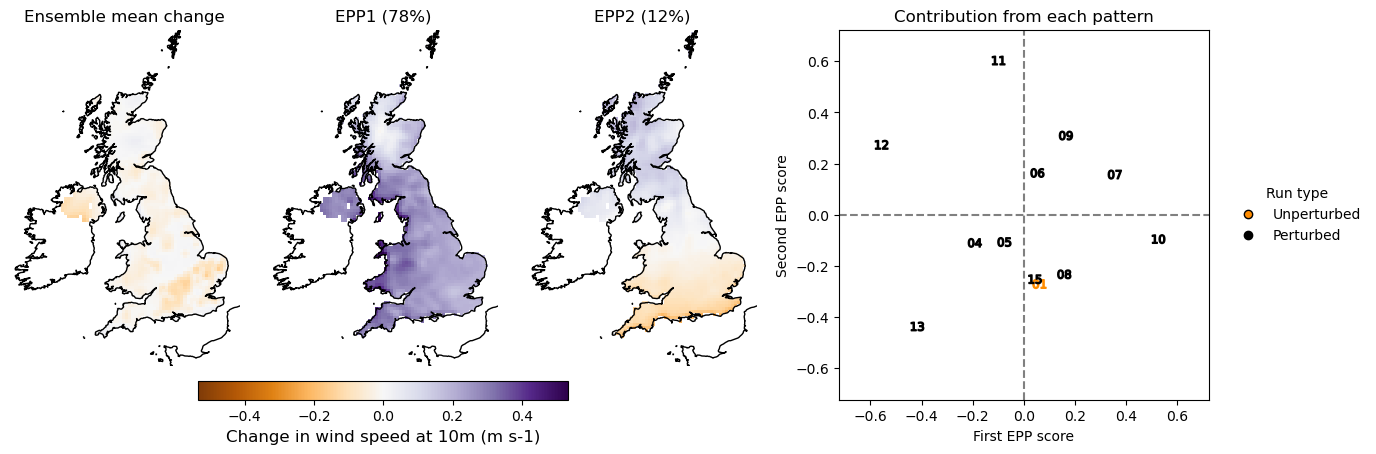 Ensemble mean change
EPP1 (78%)
EPP2 (12%)
−0.4 −0.2 0.0 0.2 0.4
Change in wind speed at 10m (m s-1)
Contribution from each pattern
Second EPP score
0.6
0.4
0.2
0.0
−0.2
−0.4
−0.6
11
09
12
06
07
04
05
10
08
15
01
13
−0.6 −0.4 −0.2 0.0 0.2 0.4 0.6
First EPP score
Run type
Unperturbed
Perturbed